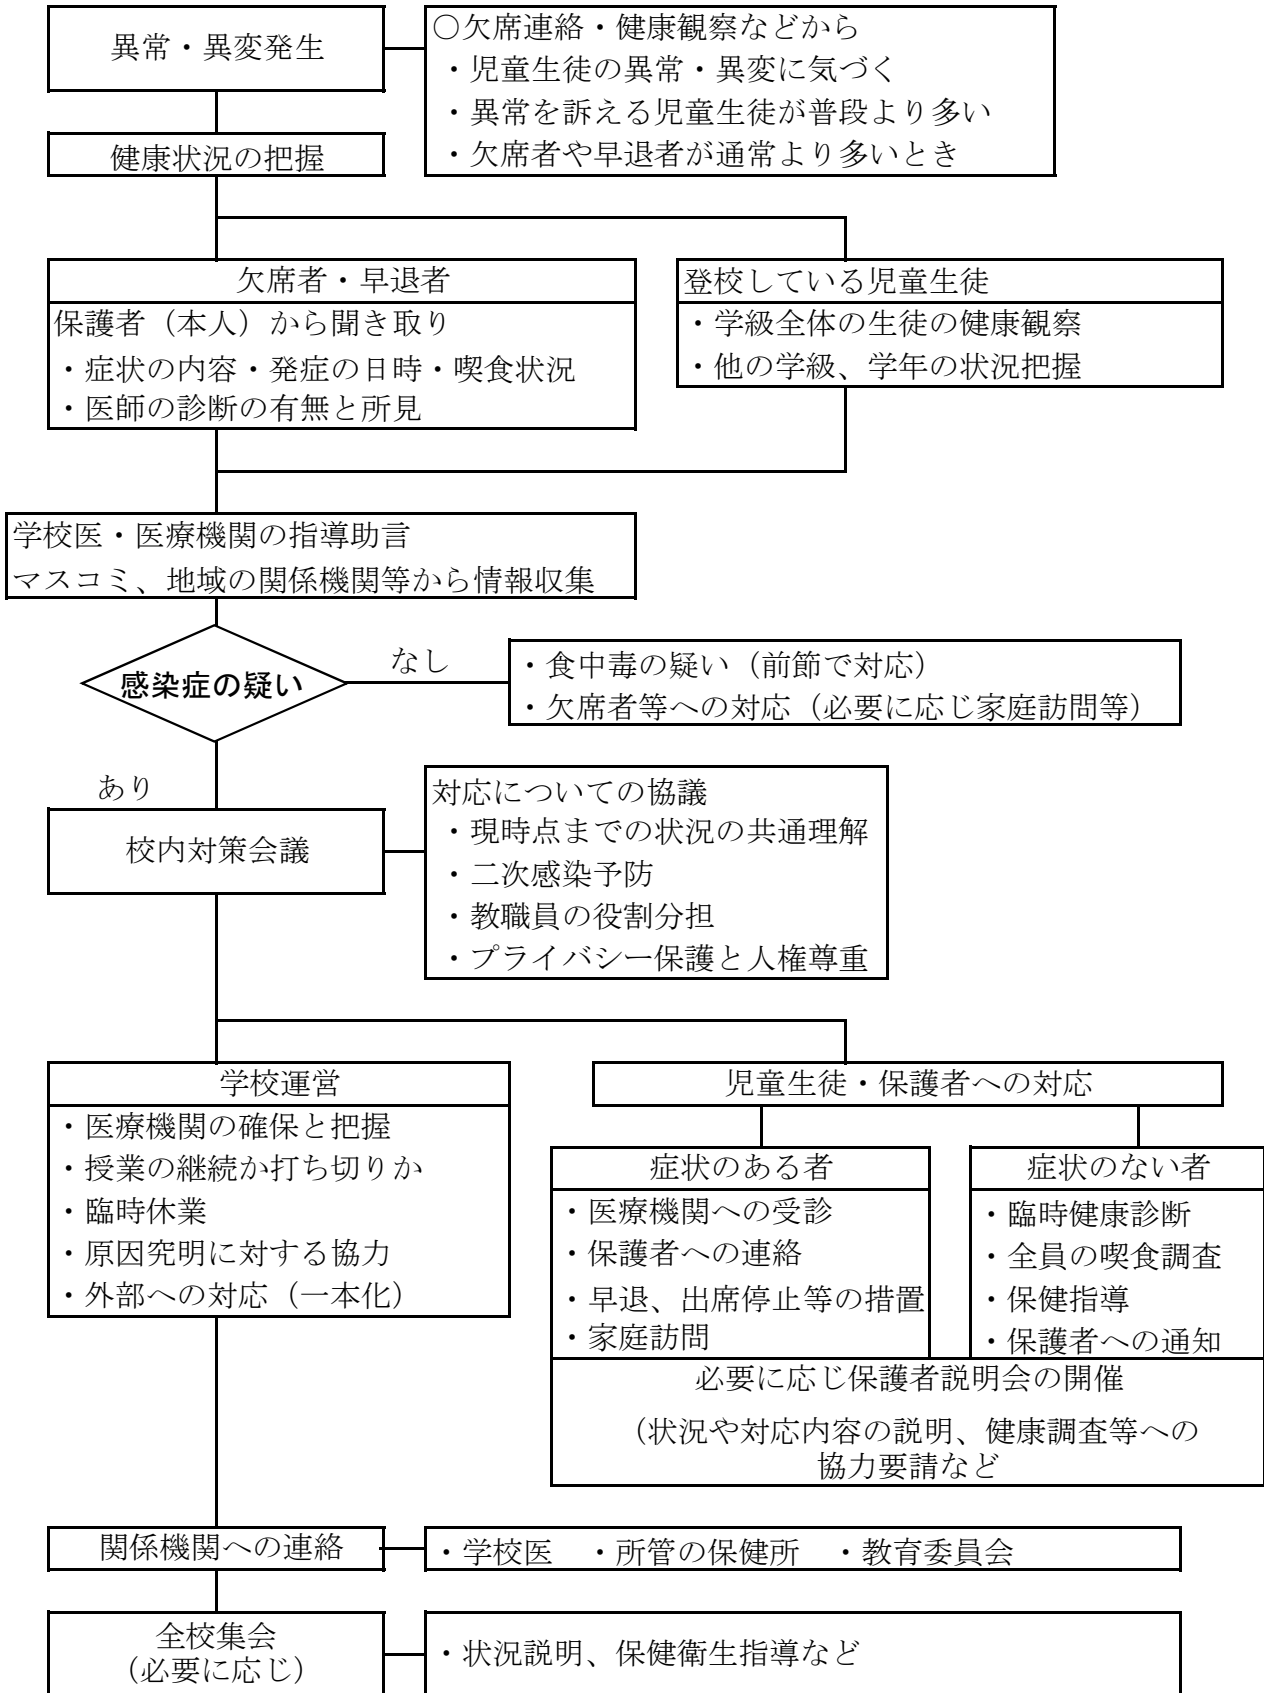 異常・異変発生
〇欠席連絡・健康観察などから
・児童生徒の異常・異変に気づく
・異常を訴える児童生徒が普段より多い
・欠席者や早退者が通常より多いとき
健康状況の把握
欠席者・早退者
保護者（本人）から聞き取り
・症状の内容・発症の日時・喫食状況
・医師の診断の有無と所見
登校している児童生徒
・学級全体の生徒の健康観察
・他の学級、学年の状況把握
学校医・医療機関の指導助言
マスコミ、地域の関係機関等から情報収集
感染症の疑い
なし
・食中毒の疑い（前節で対応）
・欠席者等への対応（必要に応じ家庭訪問等）
あり
校内対策会議
対応についての協議
・現時点までの状況の共通理解
・二次感染予防
・教職員の役割分担
・プライバシー保護と人権尊重
学校運営
・医療機関の確保と把握
・授業の継続か打ち切りか
・臨時休業
・原因究明に対する協力
・外部への対応（一本化）
児童生徒・保護者への対応
症状のある者
・医療機関への受診
・保護者への連絡
・早退、出席停止等の措置
・家庭訪問
症状のない者
・臨時健康診断
・全員の喫食調査
・保健指導
・保護者への通知
必要に応じ保護者説明会の開催
（状況や対応内容の説明、健康調査等への
協力要請など
関係機関への連絡
・学校医　・所管の保健所　・教育委員会
全校集会
（必要に応じ）
・状況説明、保健衛生指導など